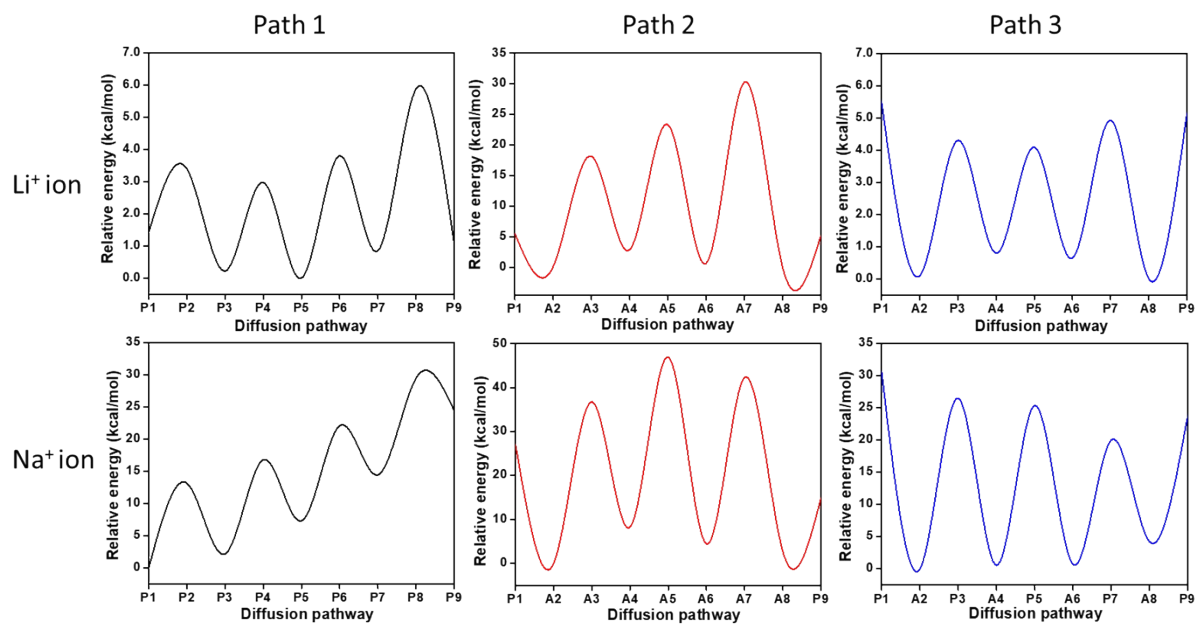 Path 1
Path 2
Path 3
Li+ ion
Relative energy (kcal/mol)
7.0
6.0
5.0
4.0
3.0
2.0
1.0
0.0
P1 P2 P3 P4 P5 P6 P7 P8 P9
Diffusion pathway
Relative energy (kcal/mol)
35
30
25
20
15
10
5
0
P1 A2 A3 A4 A5 A6 A7 A8 P9
Diffusion pathway
Relative energy (kcal/mol)
7.0
6.0
5.0
4.0
3.0
2.0
1.0
0.0
P1 A2 P3 A4 P5 A6 P7 A8 P9
Diffusion pathway
Na+ ion
Relative energy (kcal/mol)
35
30
25
20
15
10
5
0
P1 P2 P3 P4 P5 P6 P7 P8 P9
Diffusion pathway
Relative energy (kcal/mol)
50
40
30
20
10
0
P1 A2 A3 A4 A5 A6 A7 A8 P9
Diffusion pathway
Relative energy (kcal/mol)
35
30
25
20
15
10
5
0
P1 A2 P3 A4 P5 A6 P7 A8 P9
Diffusion pathway